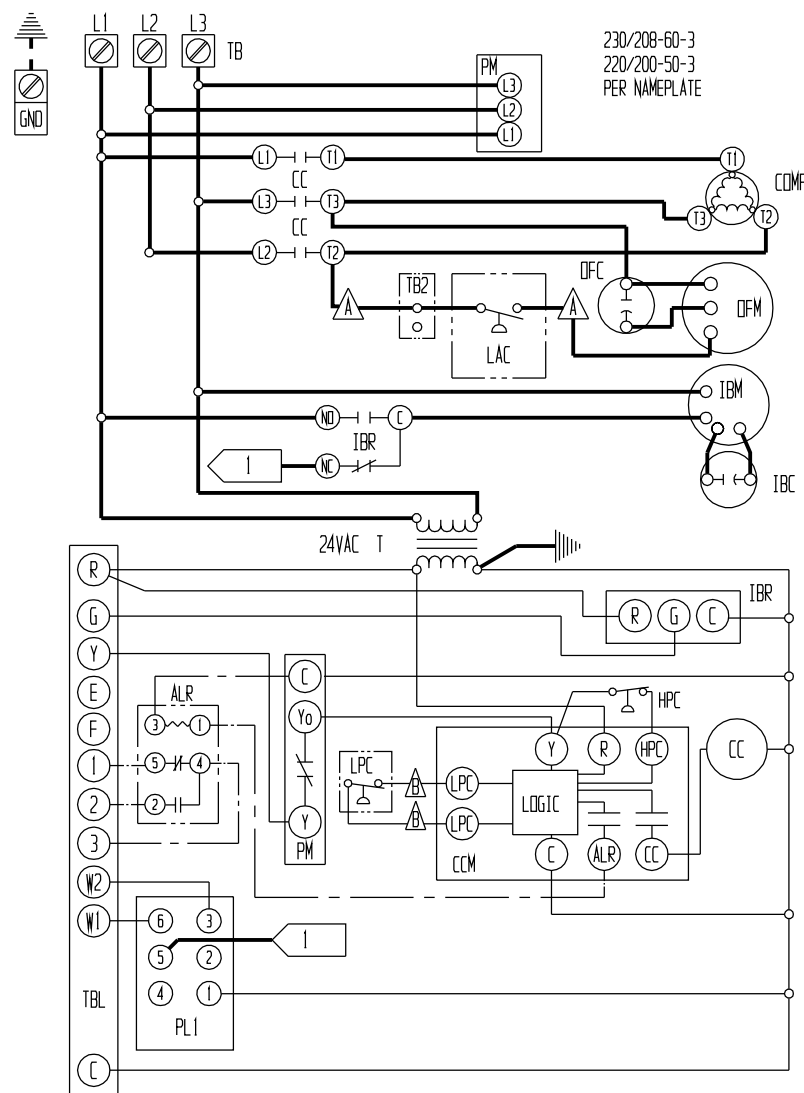 L1 L2 L3
TB
GND
230/208-60-3
220/200-50-3
PER NAMEPLATE
PM
L3
L2
L1
L1 T1
CC
L3 T3
CC
L2 T2
T1
COMP
T3 T2
A
TB2
LAC
A
OFC
OFM
IBM
NO C
IBR
1
NC
IBC
24VAC T
R
IBR
R G C
G
Y
E
F
1
2
3
W2
W1
TBL
C
ALR
3 1
5 4
2
C
Yo
Y
PM
HPC
LPC
B
B
Y R HPC
LPC
LPC
LOGIC
C ALR CC
CCM
CC
6 3
5 2
4 1
PL1
1